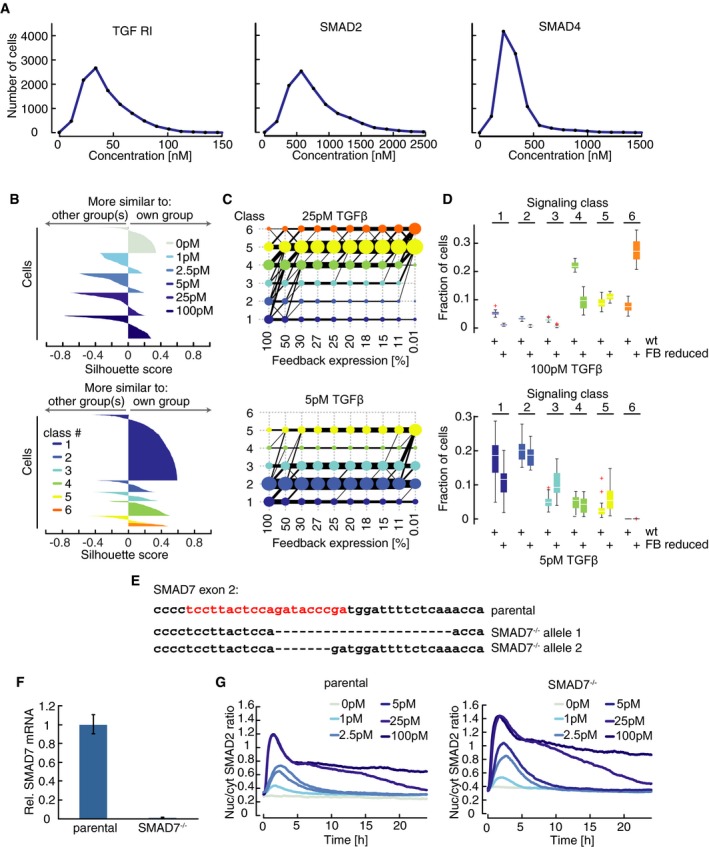 A
TGF RI
SMAD2
SMAD4
Number of cells
4000
3000
2000
1000
0
0 50 100 150
0 500 1000 1500 2000 2500
0 500 1000 1500
Concentration [nM]
Concentration [nM]
Concentration [nM]
B
More similar to:
other group(s) own group
Cells
0pM
1pM
2.5pM
5pM
25pM
100pM
-0.8 -0.4 0 0.4 0.8
Silhouette score
More similar to:
other group(s) own group
Cells
class #
1
2
3
4
5
6
-0.8 -0.4 0 0.4 0.8
Silhouette score
C
Class
25pM TGFβ
6
5
4
3
2
1
100 50 30 27 25 20 18 15 11 0.01
Feedback expression [%]
5pM TGFβ
6
5
4
3
2
1
100 50 30 27 25 20 18 15 11 0.01
Feedback expression [%]
D
Signaling class
1 2 3 4 5 6
Fraction of cells
0.3
0.2
0.1
0
+ + + + + + wt
+ + + + + + FB reduced
100pM TGFβ
Signaling class
1 2 3 4 5 6
Fraction of cells
0.3
0.2
0.1
0
+ + + + + + wt
+ + + + + + FB reduced
5pM TGFβ
E
SMAD7 exon 2:
cccctccttactccagatacccgatggattttctcaaacca parental
cccctccttactcca----------------------acca SMAD7-/- allele 1
cccctccttactcca-------gatggattttctcaaacca SMAD7-/- allele 2
F
Rel. SMAD7 mRNA
1.2
1
0.8
0.6
0.4
0.2
0
parental SMAD7-/-
G
parental
Nuc/cyt SMAD2 ratio
1.6
1.4
1.2
1
0.8
0.6
0.4
0.2
0pM 5pM
1pM 25pM
2.5pM 100pM
0 10 20
Time [h]
SMAD7-/-
Nuc/cyt SMAD2 ratio
1.6
1.4
1.2
1
0.8
0.6
0.4
0.2
0pM 5pM
1pM 25pM
2.5pM 100pM
0 10 20
Time [h]